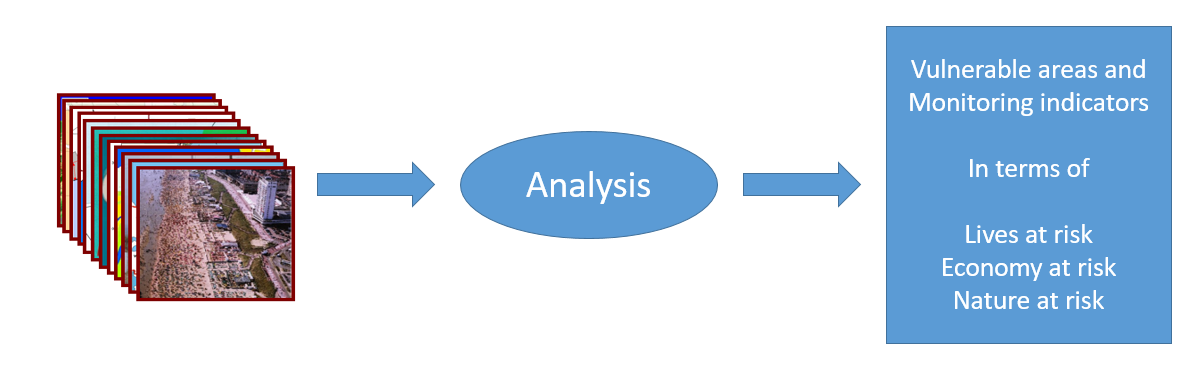 Analysis
Vulnerable areas and
Monitoring indicators
In terms of
Lives at risk
Economy at risk
Nature at risk